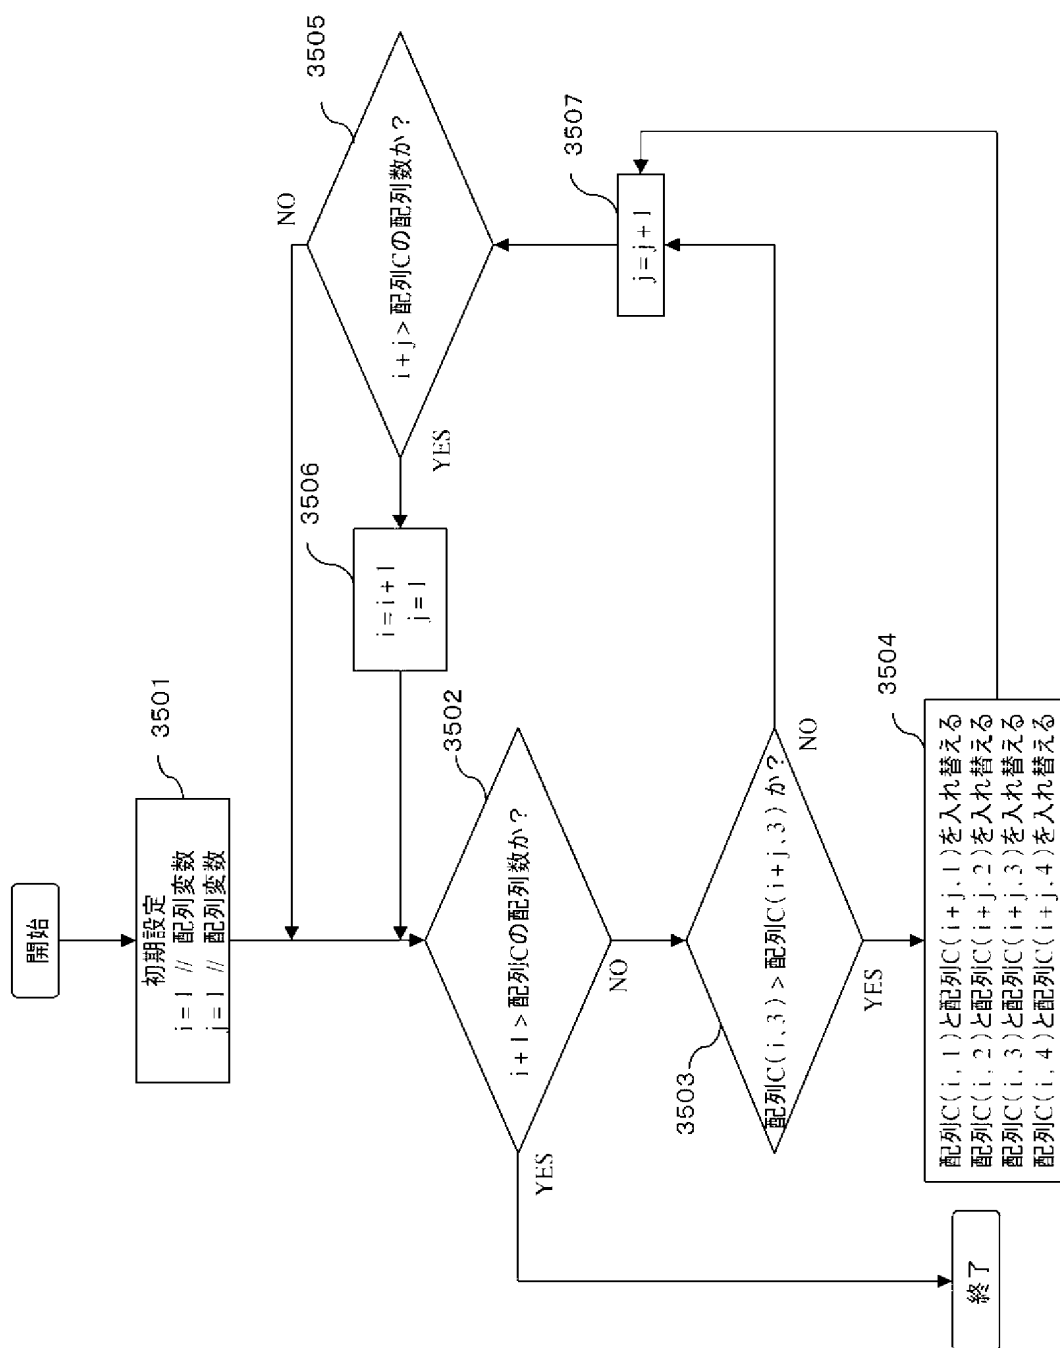 開始
3501
初期設定
i = 1 // 配列変数
j = 1 // 配列変数
3502
i + 1 > 配列Cの配列数か？
YES
NO
3503
配列C(i, 3) > 配列C(i+j, 3) か？
NO
YES
3504
配列C(i, 1)と配列C(i+j, 1)を入れ替える
配列C(i, 2)と配列C(i+j, 2)を入れ替える
配列C(i, 3)と配列C(i+j, 3)を入れ替える
配列C(i, 4)と配列C(i+j, 4)を入れ替える
3505
i + j > 配列Cの配列数か？
NO
YES
3506
i = i + 1
j = 1
3507
j = j + 1
終了